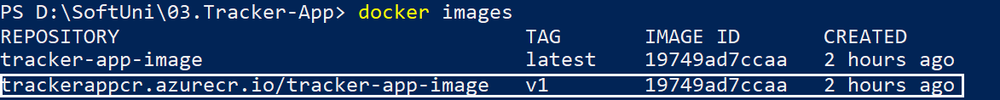 PS D:\SoftUni\03.Tracker-App> docker images
REPOSITORY TAG IMAGE ID CREATED
tracker-app-image latest 19749ad7ccaa 2 hours ago
trackerappcr.azurecr.io/tracker-app-image v1 19749ad7ccaa 2 hours ago